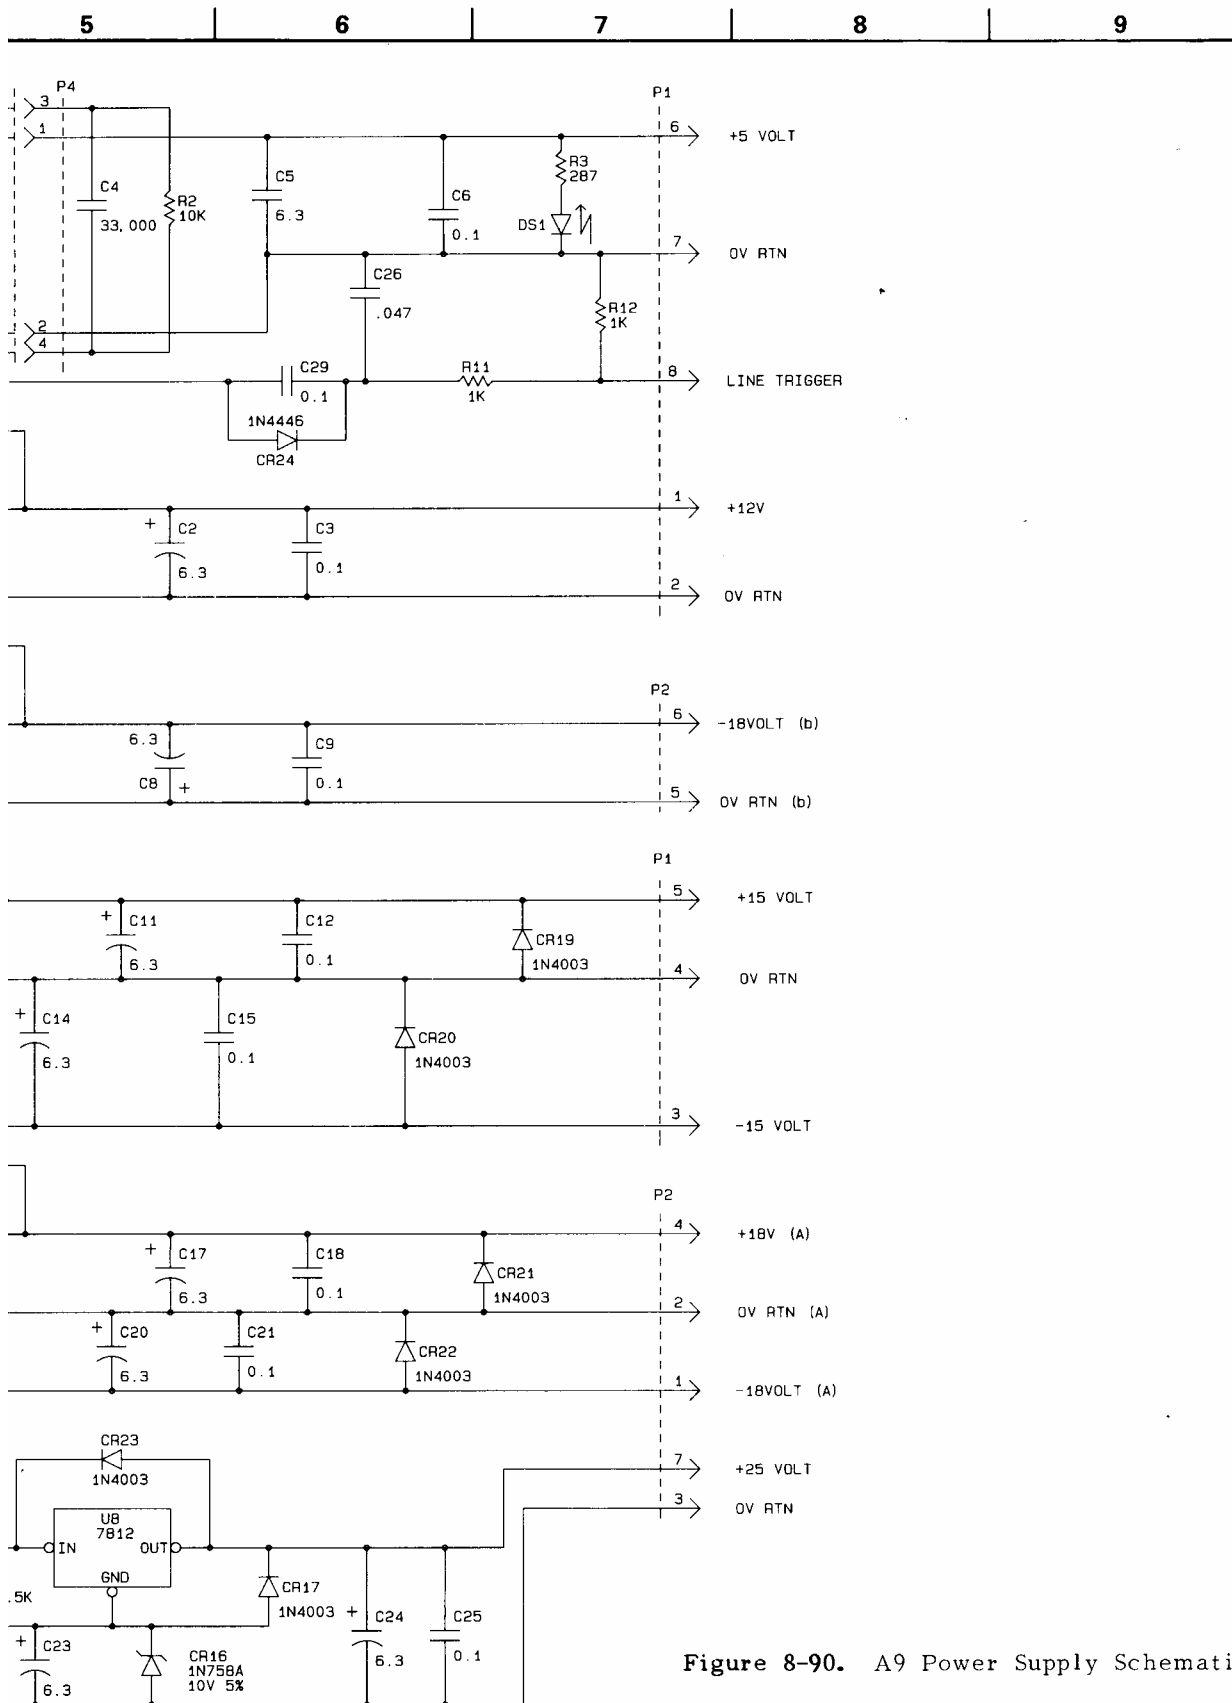 5 6 7 8 9
P4
P1
3
1
6 +5 VOLT
R3
287
C5
6.3
C4
33,000
R2
10K
C6
0.1
DS1
7 0V RTN
C26
.047
R12
1K
2
4
C29
0.1
R11
1K
8 LINE TRIGGER
1N4446
CR24
1 +12V
+ C2
6.3
C3
0.1
2 0V RTN
P2
6 -18VOLT (b)
6.3
C8 +
C9
0.1
5 0V RTN (b)
P1
5 +15 VOLT
+ C11
6.3
C12
0.1
CR19
1N4003
4 0V RTN
+ C14
6.3
C15
0.1
CR20
1N4003
3 -15 VOLT
P2
4 +18V (A)
+ C17
6.3
C18
0.1
CR21
1N4003
2 0V RTN (A)
+ C20
6.3
C21
0.1
CR22
1N4003
1 -18VOLT (A)
CR23
1N4003
7 +25 VOLT
3 0V RTN
U8
7812
IN OUT
GND
.5K
CR17
1N4003
+ C24
6.3
C25
0.1
+ C23
6.3
CR16
1N758A
10V 5%
Figure 8-90. A9 Power Supply Schemati